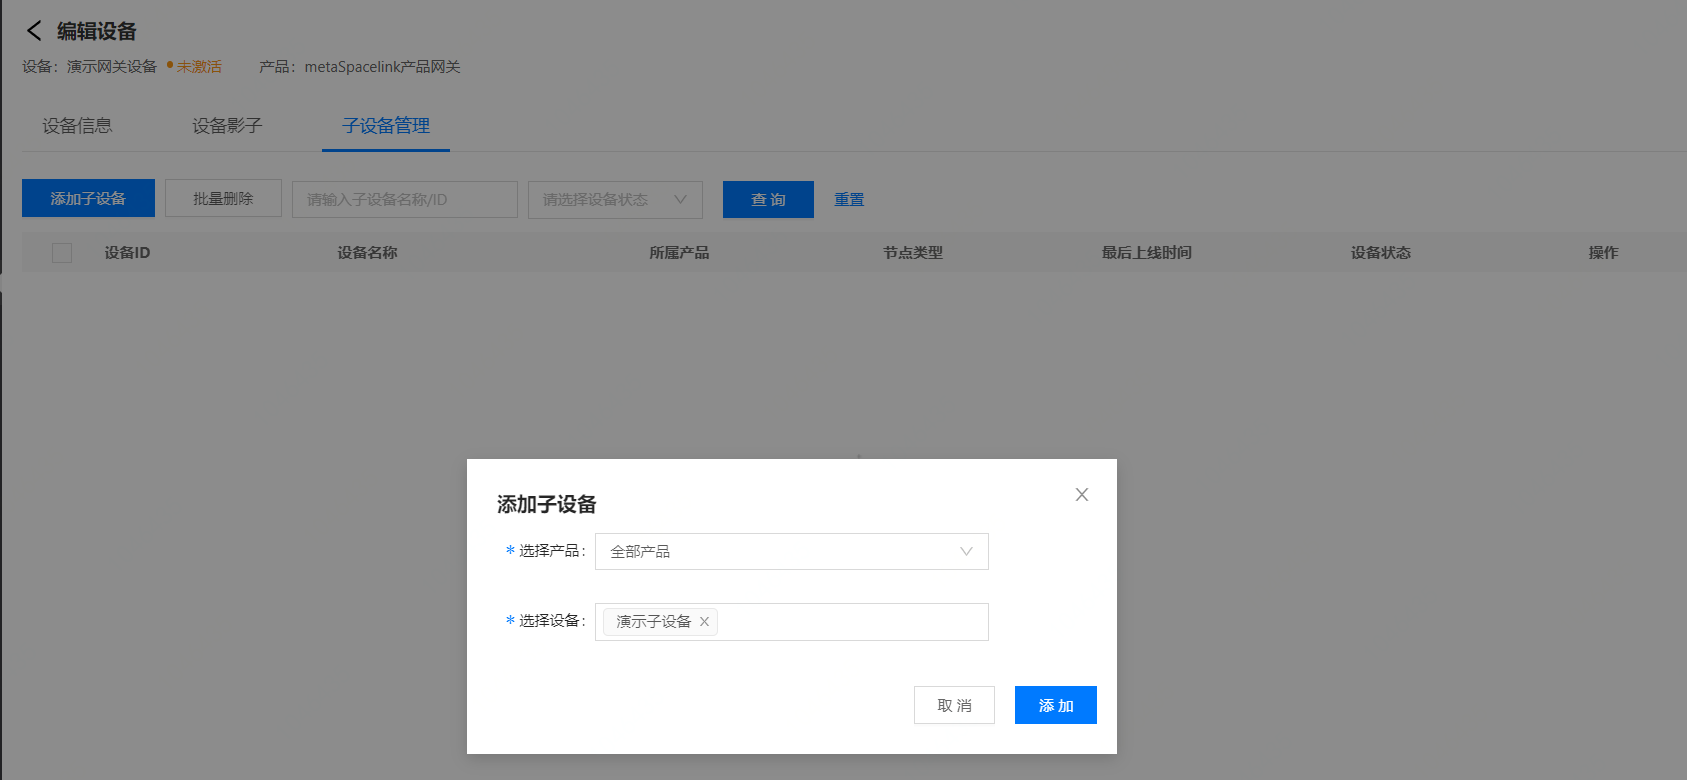 编辑设备
设备：演示网关设备 未激活 产品：metaSpacelink产品网关
设备信息 设备影子 子设备管理
添加子设备 批量删除 请输入子设备名称/ID 请选择设备状态 查 询 重置
设备ID 设备名称 所属产品 节点类型 最后上线时间 设备状态 操作
添加子设备
* 选择产品： 全部产品
* 选择设备： 演示子设备
取 消 添 加